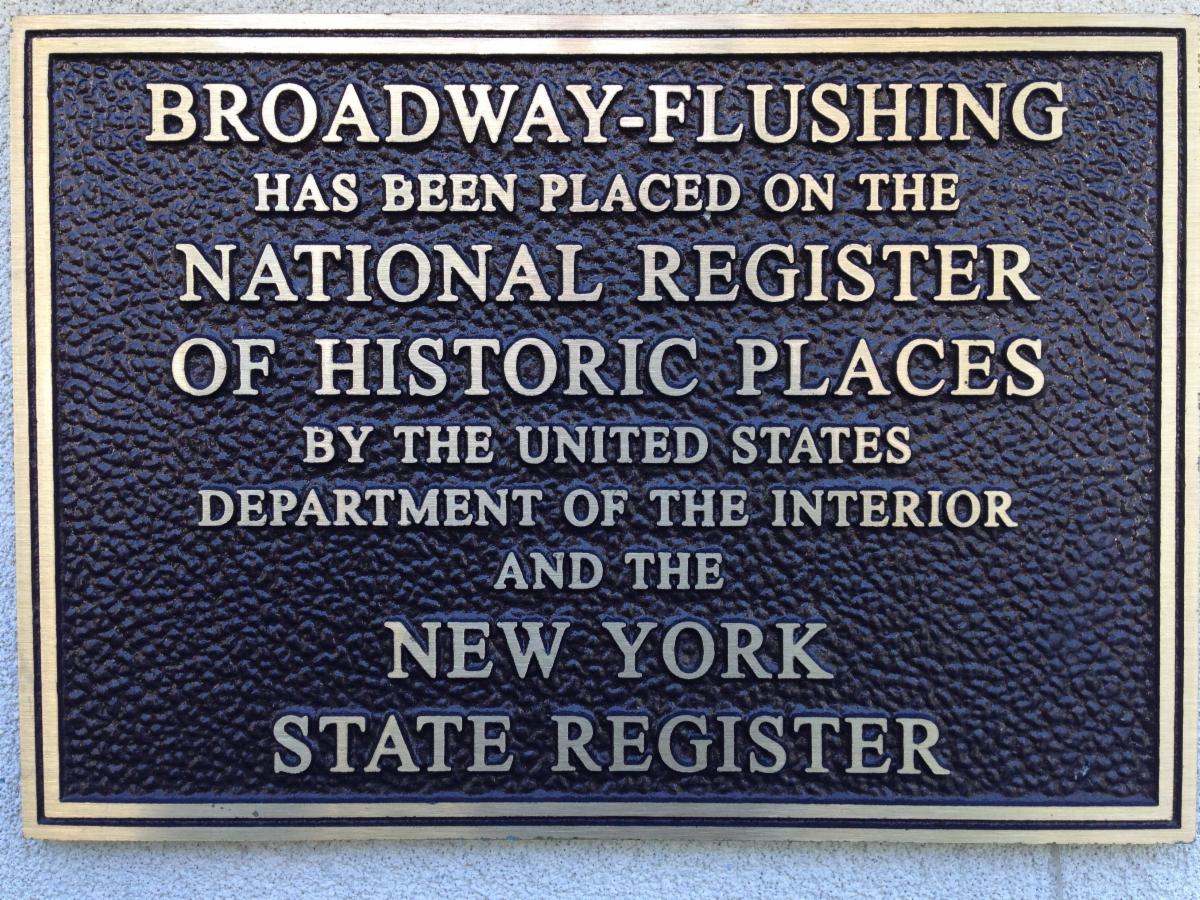 BROADWAY-FLUSHING
HAS BEEN PLACED ON THE
NATIONAL REGISTER
OF HISTORIC PLACES
BY THE UNITED STATES
DEPARTMENT OF THE INTERIOR
AND THE
NEW YORK
STATE REGISTER